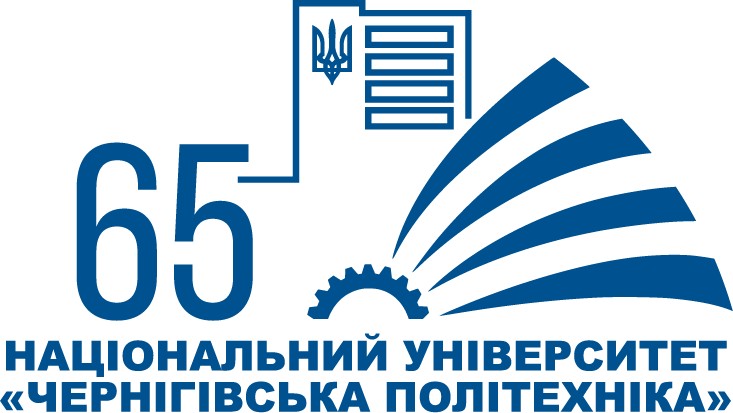 65
НАЦІОНАЛЬНИЙ УНІВЕРСИТЕТ
«ЧЕРНІГІВСЬКА ПОЛІТЕХНІКА»